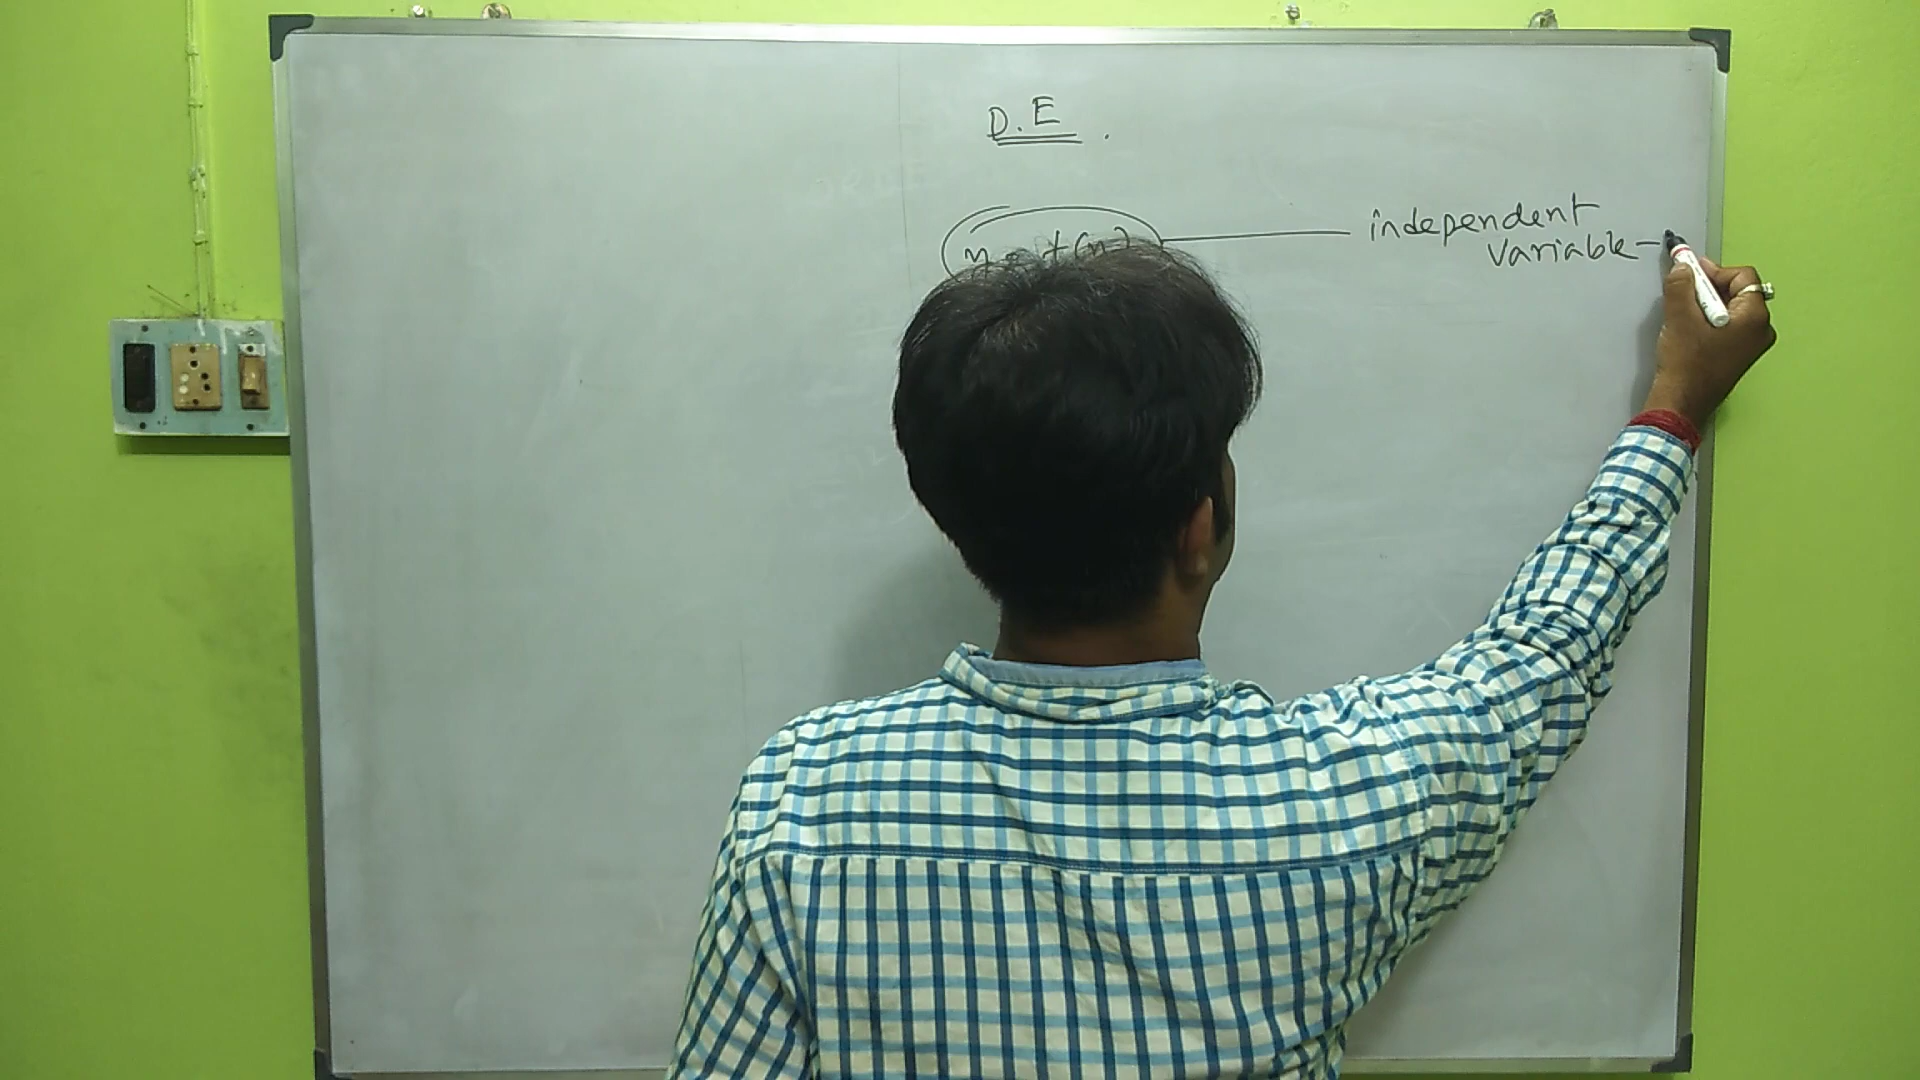 D.E.
y = f(x)
independent
variable -